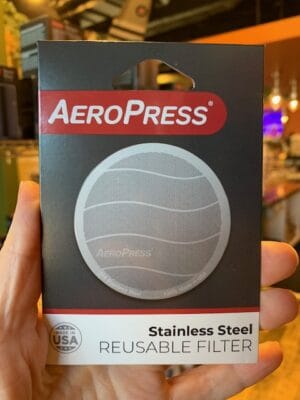 AEROPRESS®
AEROPRESS®
MADE IN
USA
Stainless Steel
REUSABLE FILTER